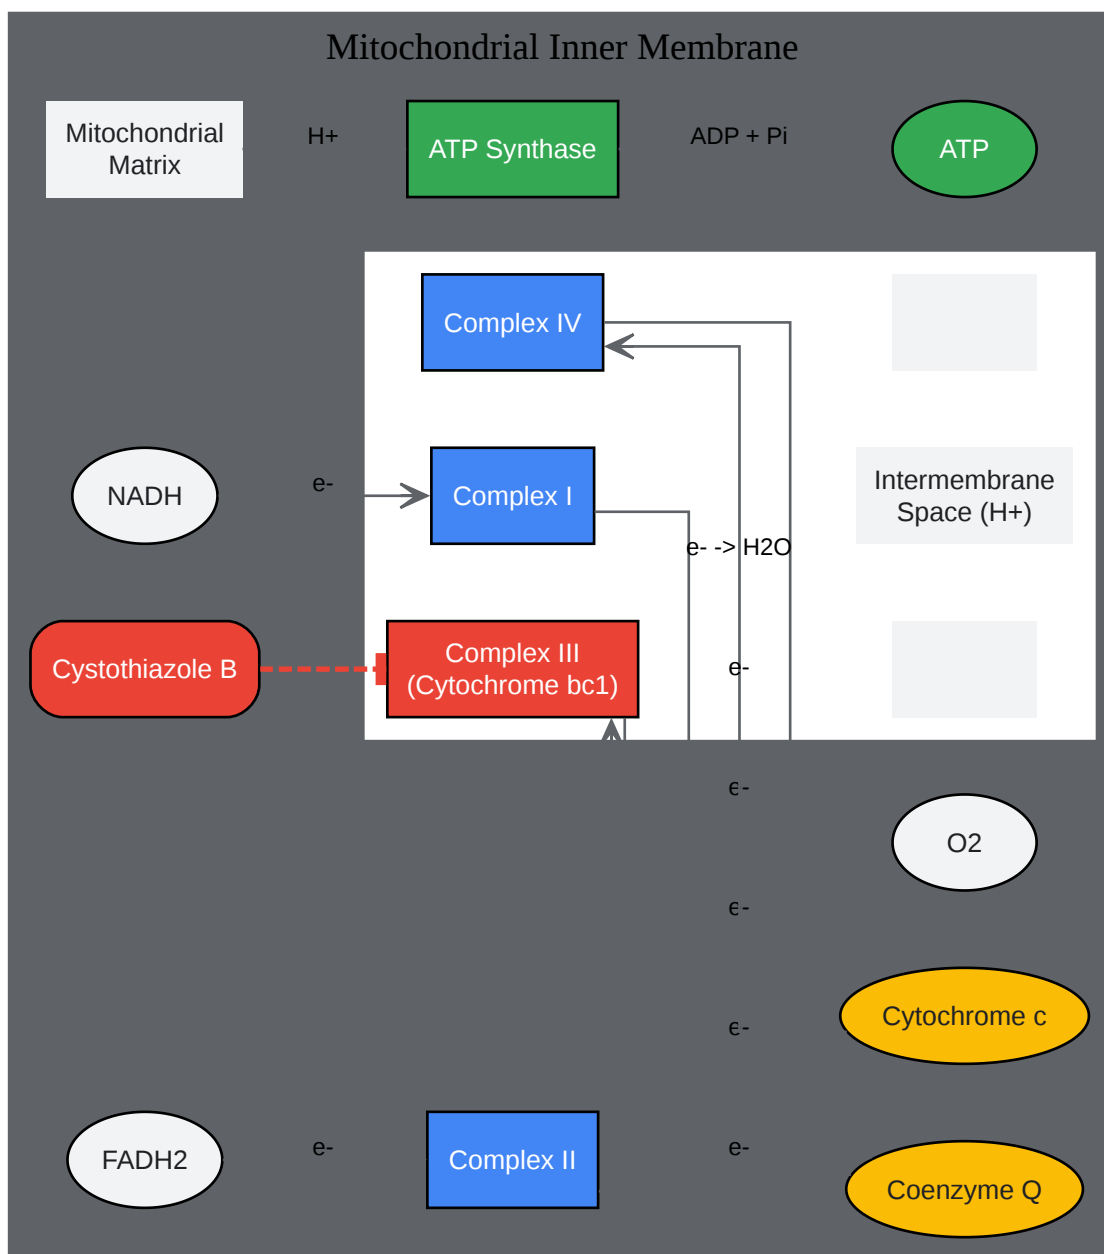 Mitochondrial Inner Membrane
Mitochondrial
Matrix
H+
ATP Synthase
ADP + Pi
ATP
Complex IV
NADH
e-
Complex I
Intermembrane
Space (H+)
e- -> H2O
Cystothiazole B
Complex III
(Cytochrome bc1)
e-
e-
O2
e-
Cytochrome c
e-
FADH2
e-
Complex II
e-
Coenzyme Q